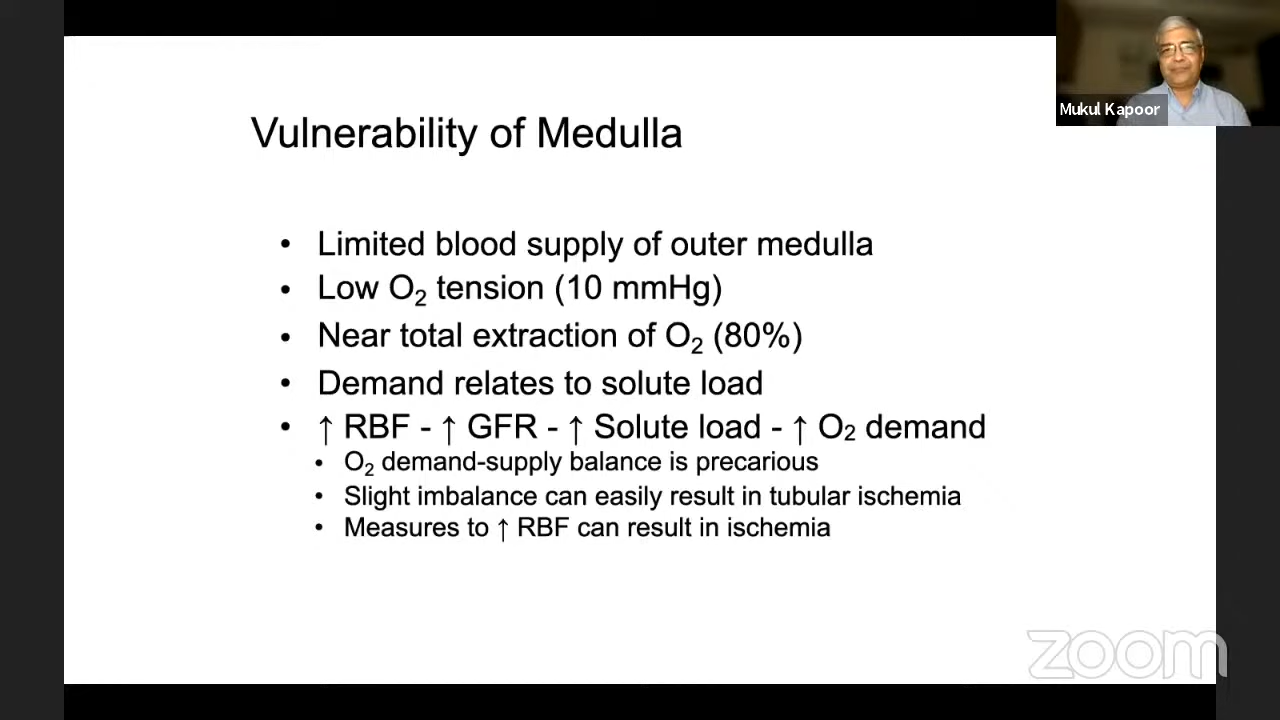 Mukul Kapoor
Vulnerability of Medulla
• Limited blood supply of outer medulla
• Low O₂ tension (10 mmHg)
• Near total extraction of O₂ (80%)
• Demand relates to solute load
• ↑ RBF - ↑ GFR - ↑ Solute load - ↑ O₂ demand
• O₂ demand-supply balance is precarious
• Slight imbalance can easily result in tubular ischemia
• Measures to ↑ RBF can result in ischemia
zoom